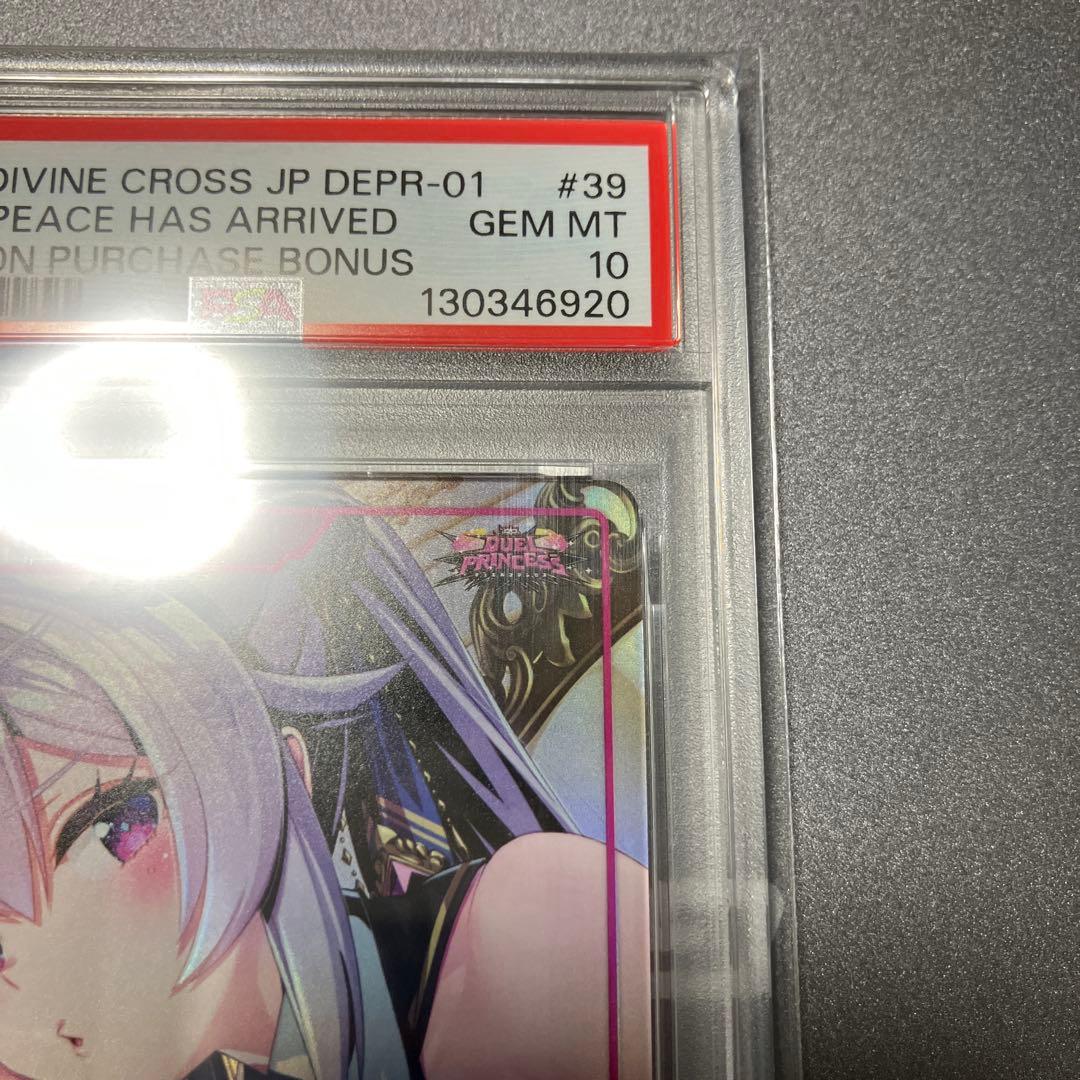 DIVINE CROSS JP DEPR-01 #39
PEACE HAS ARRIVED GEM MT
ON PURCHASE BONUS 10
PSA 130346920
DUEL
PRINCESS